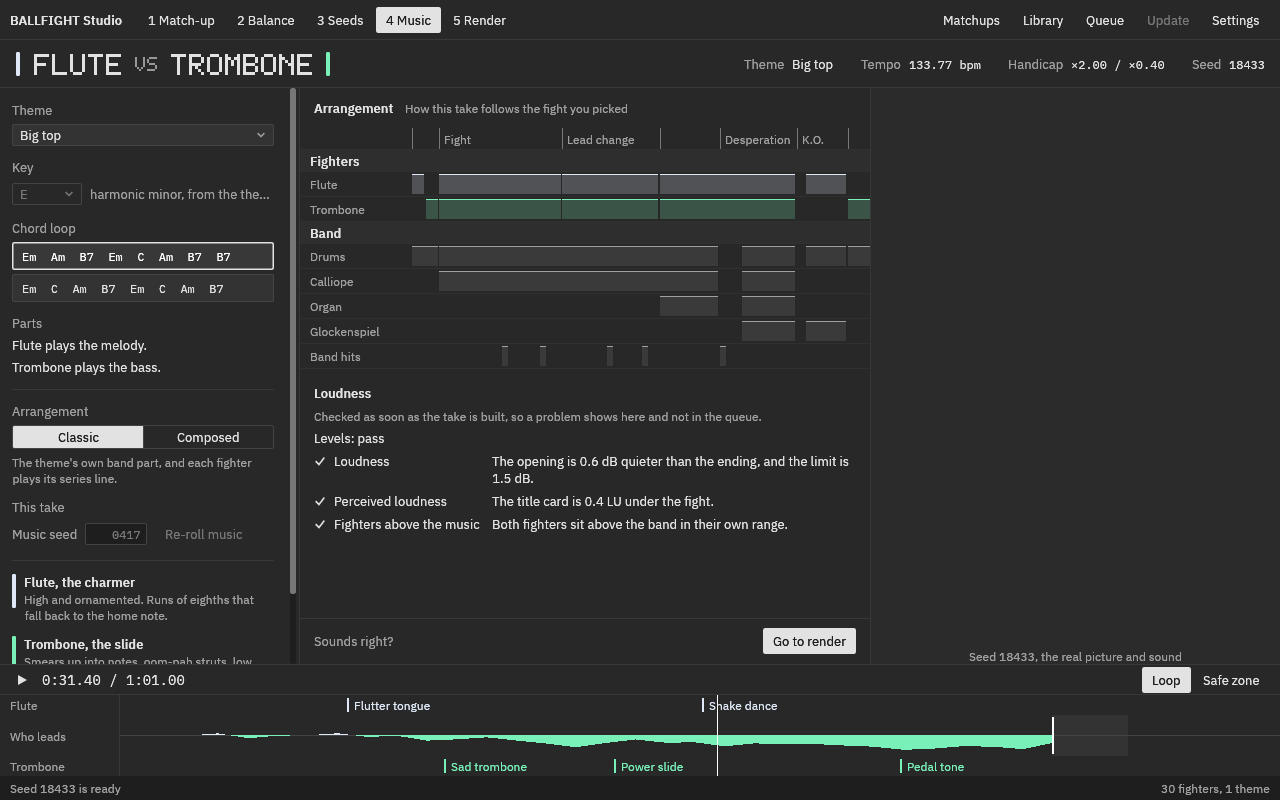 BALLFIGHT Studio 1 Match-up 2 Balance 3 Seeds 4 Music 5 Render Matchups Library Queue Update Settings
FLUTE VS TROMBONE Theme Big top Tempo 133.77 bpm Handicap ×2.00 / ×0.40 Seed 18433
Theme
Big top
Key
E harmonic minor, from the the...
Chord loop
Em Am B7 Em C Am B7 B7
Em C Am B7 Em C Am B7
Parts
Flute plays the melody.
Trombone plays the bass.
Arrangement
Classic Composed
The theme's own band part, and each fighter
plays its series line.
This take
Music seed 0417 Re-roll music
Flute, the charmer
High and ornamented. Runs of eighths that
fall back to the home note.
Trombone, the slide
Smears up into notes, oom-pah struts, low
Arrangement How this take follows the fight you picked
Fight Lead change Desperation K.O.
Fighters
Flute
Trombone
Band
Drums
Calliope
Organ
Glockenspiel
Band hits
Loudness
Checked as soon as the take is built, so a problem shows here and not in the queue.
Levels: pass
Loudness The opening is 0.6 dB quieter than the ending, and the limit is
1.5 dB.
Perceived loudness The title card is 0.4 LU under the fight.
Fighters above the music Both fighters sit above the band in their own range.
Sounds right? Go to render
Seed 18433, the real picture and sound
0:31.40 / 1:01.00 Loop Safe zone
Flute Flutter tongue Snake dance
Who leads
Trombone Sad trombone Power slide Pedal tone
Seed 18433 is ready 30 fighters, 1 theme